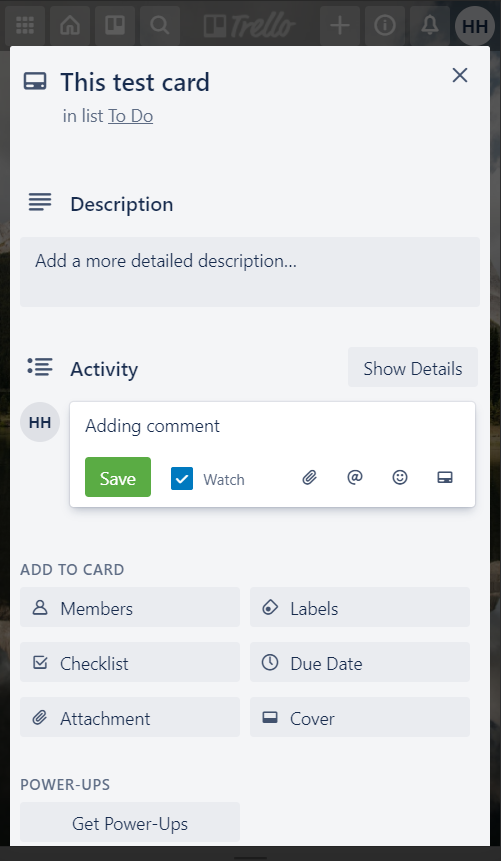 Trello
HH
This test card
in list To Do
Description
Add a more detailed description...
Activity
Show Details
HH
Adding comment
Save
Watch
@
ADD TO CARD
Members
Labels
Checklist
Due Date
Attachment
Cover
POWER-UPS
Get Power-Ups